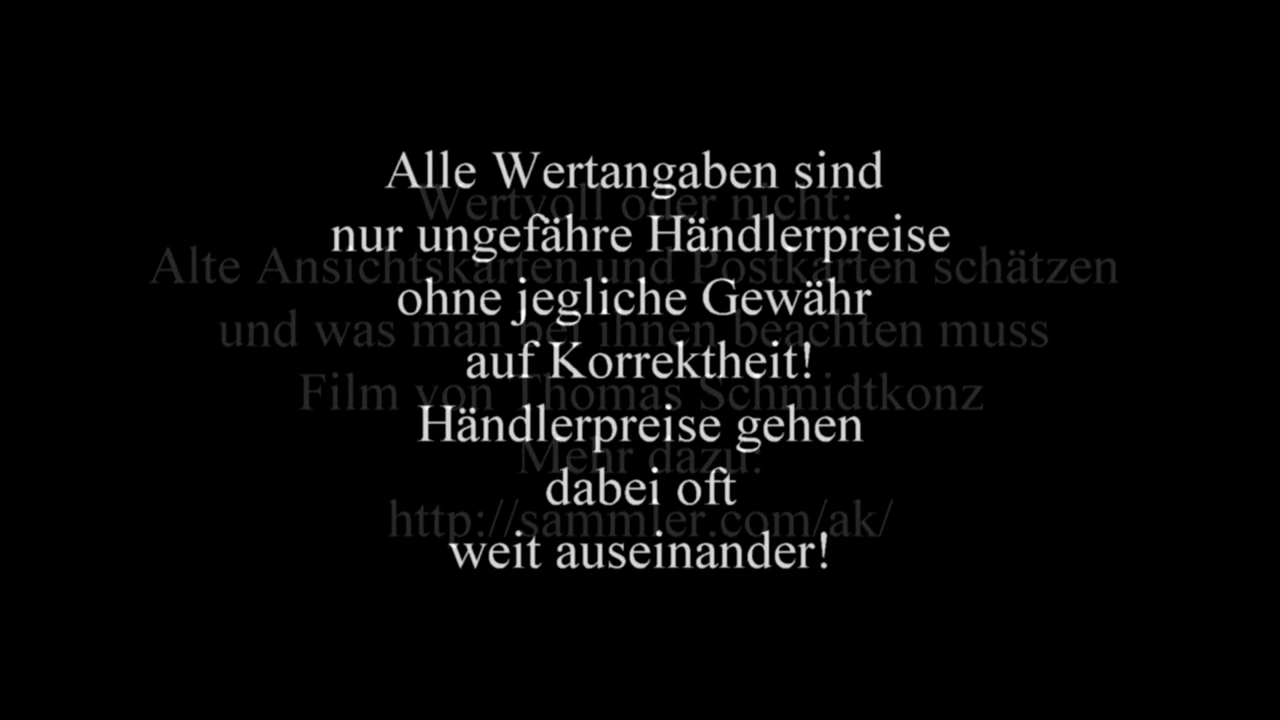 Alle Wertangaben sind
nur ungefähre Händlerpreise
ohne jegliche Gewähr
auf Korrektheit!
Händlerpreise gehen
dabei oft
weit auseinander!
Wertvoll oder nicht:
Alte Ansichtskarten und Postkarten schätzen
und was man bei ihnen beachten muss
Film von Thomas Schmidtkonz
Mehr dazu:
http://sammler.com/ak/